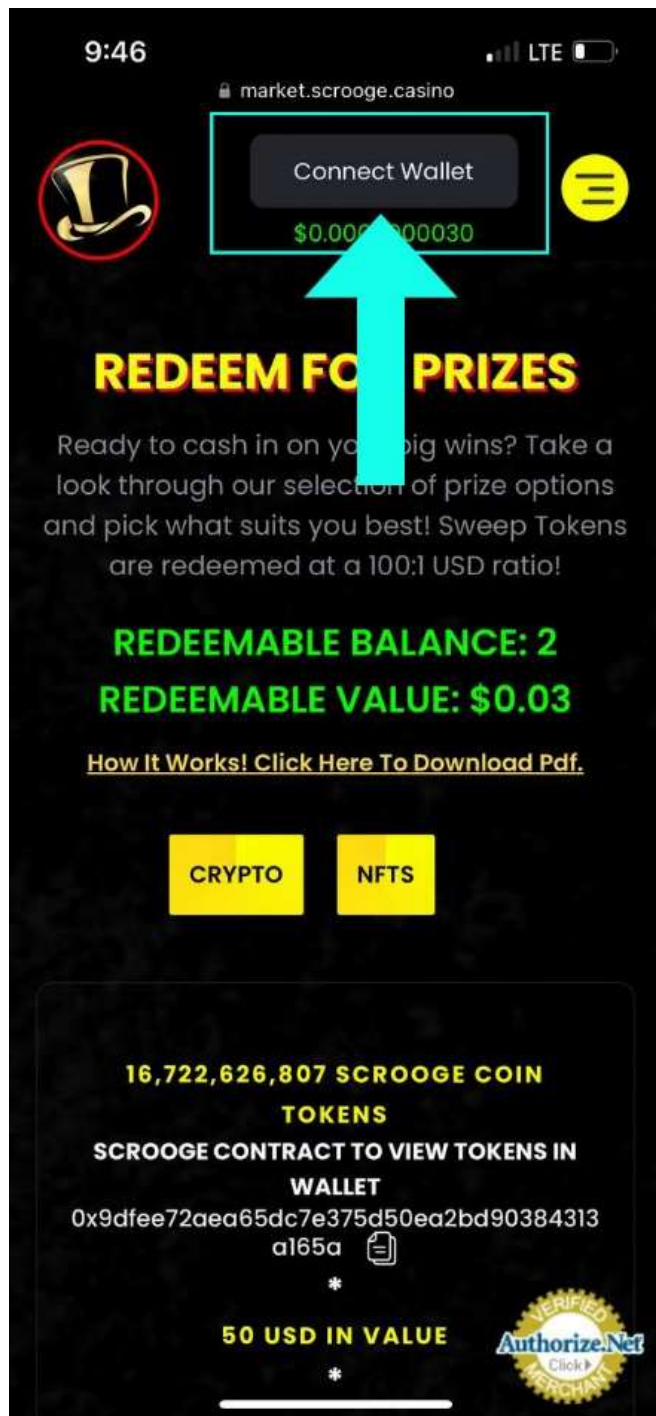 9:46
LTE
market.scrooge.casino
Connect Wallet
REDEEM PRIZES
Ready to cash in on big wins? Take a
look through our selection of prize options
and pick what suits you best! Sweep Tokens
are redeemed at a 100:1 USD ratio!
REDEEMABLE BALANCE: 2
REDEEMABLE VALUE: $0.03
How It Works! Click Here To Download Pdf.
CRYPTO
NFTS
16,722,626,807 SCROOGE COIN
TOKENS
SCROOGE CONTRACT TO VIEW TOKENS IN
WALLET
0x9dfee72aea65dc7e375d50ea2bd90384313
a165a
*
50 USD IN VALUE
*
VERIFIED
Authorize.Net
Click
MERCHANT